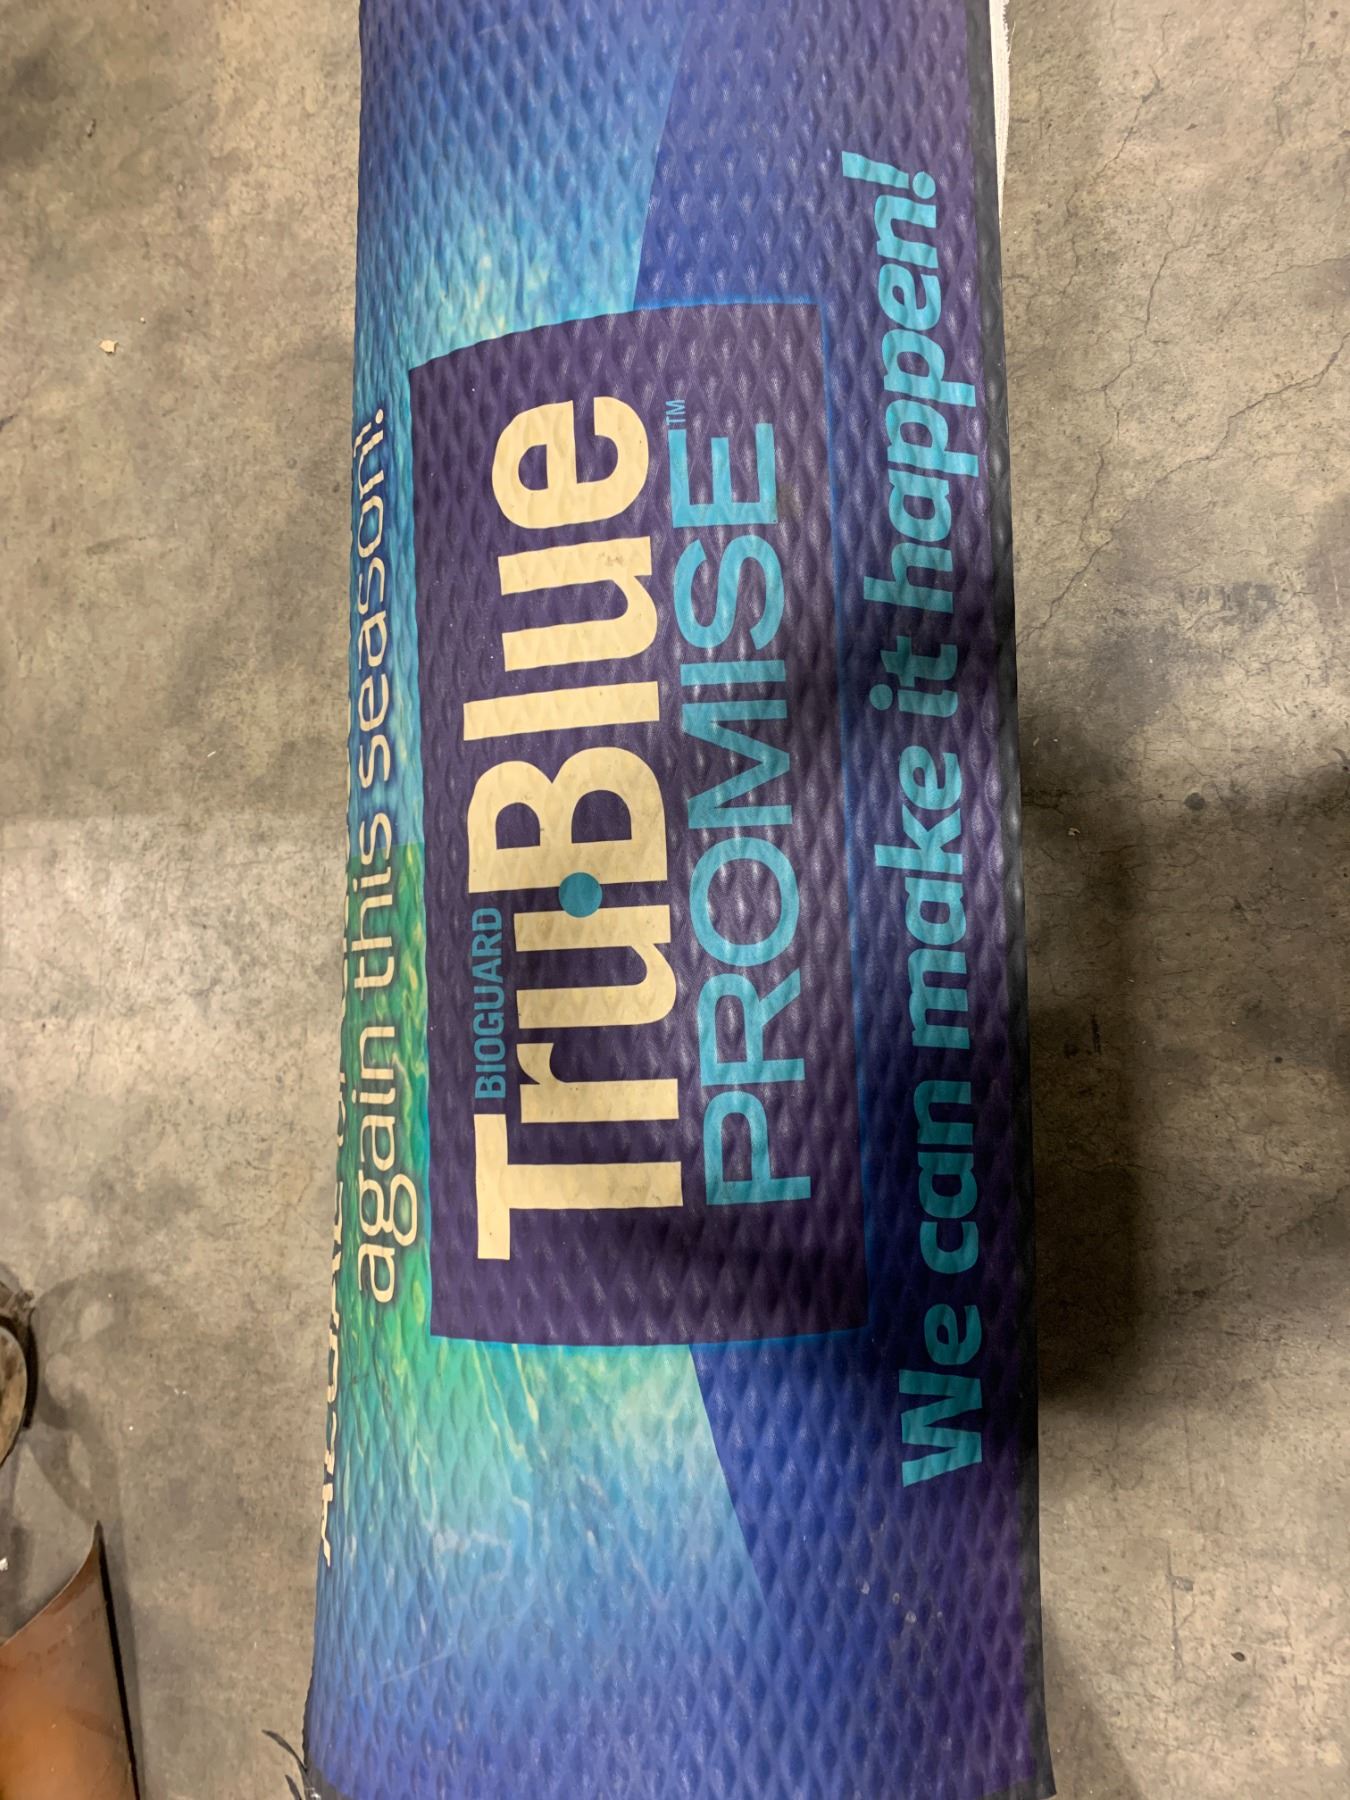 again this season!
BIOGUARD
Tru•Blue
PROMISE™
We can make it happen!